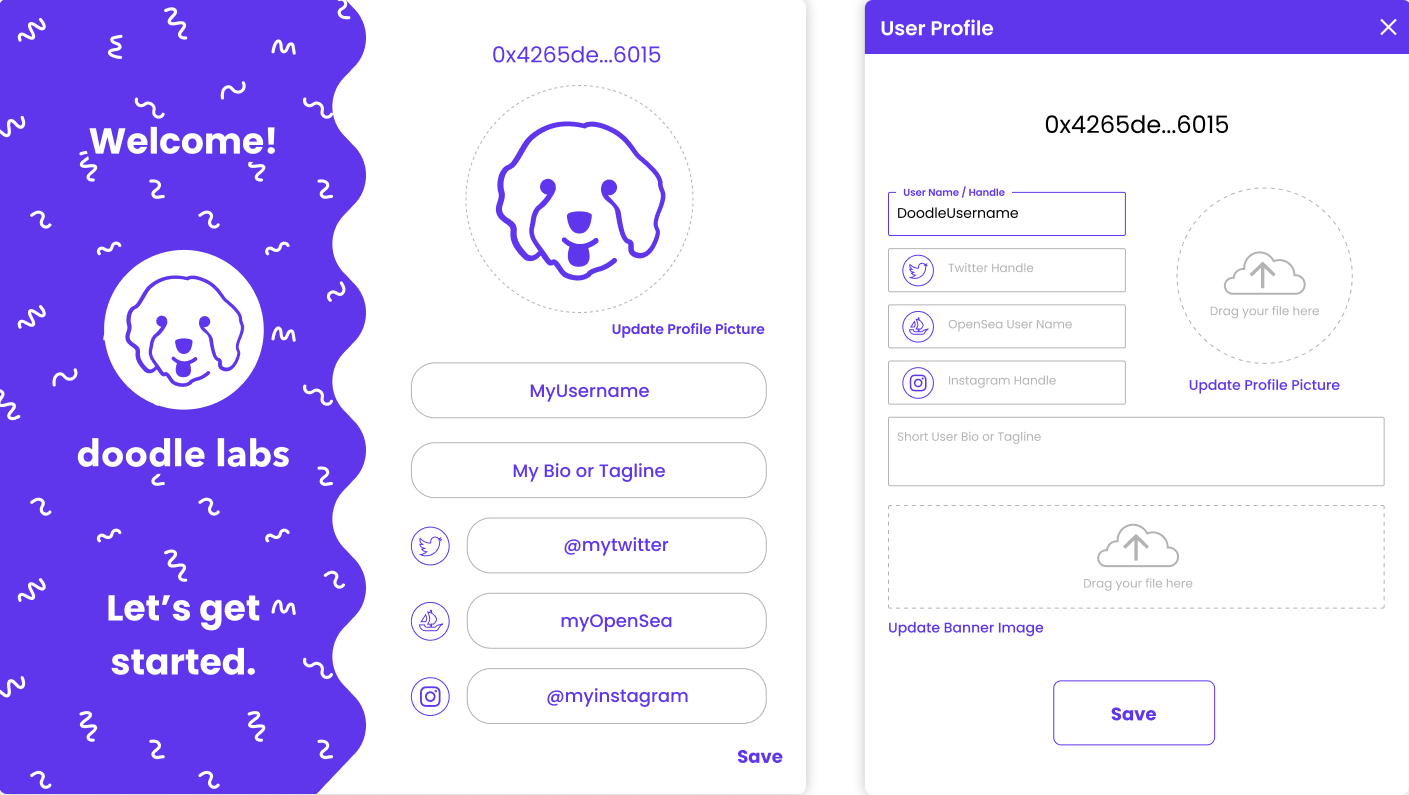 Welcome!
doodle labs
Let’s get
started.
0x4265de...6015
Update Profile Picture
MyUsername
My Bio or Tagline
@mytwitter
myOpenSea
@myinstagram
Save
User Profile
0x4265de...6015
User Name / Handle
DoodleUsername
Twitter Handle
OpenSea User Name
Instagram Handle
Drag your file here
Update Profile Picture
Short User Bio or Tagline
Drag your file here
Update Banner Image
Save